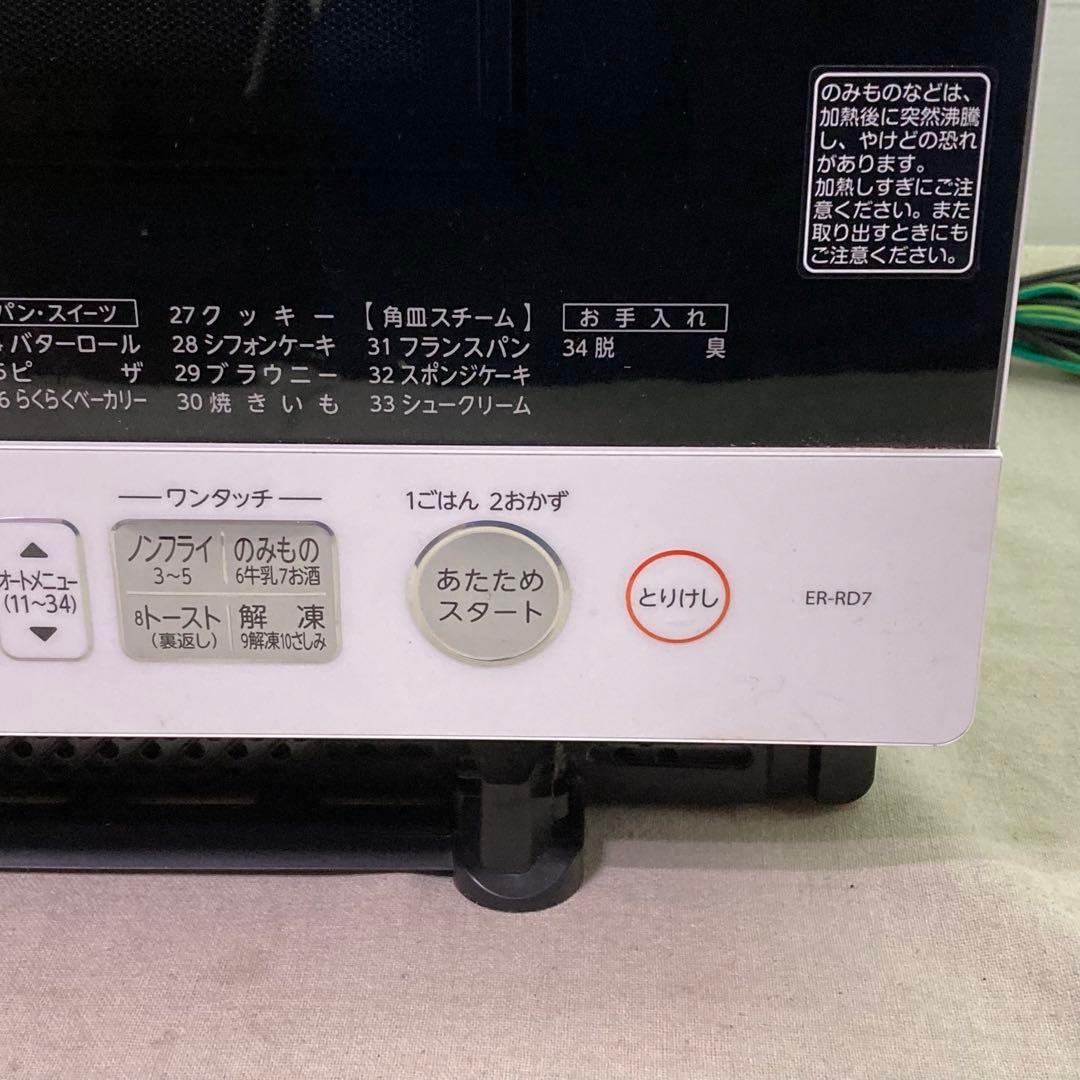 のみものなどは、
加熱後に突然沸騰
し、やけどの恐れ
があります。
加熱しすぎにご注
意ください。また
取り出すときにも
ご注意ください。
パン・スイーツ
バターロール
ピザ
6 らくらくベーカリー
27 クッキー
28 シフォンケーキ
29 ブラウニー
30 焼きいも
【角皿スチーム】
31 フランスパン
32 スポンジケーキ
33 シュークリーム
お手入れ
34 脱臭
オートメニュー
(11~34)
ワンタッチ
ノンフライ
3~5
のみもの
6牛乳7お酒
8トースト
(裏返し)
解凍
9解凍10さしみ
1ごはん 2おかず
あたため
スタート
とりけし
ER-RD7